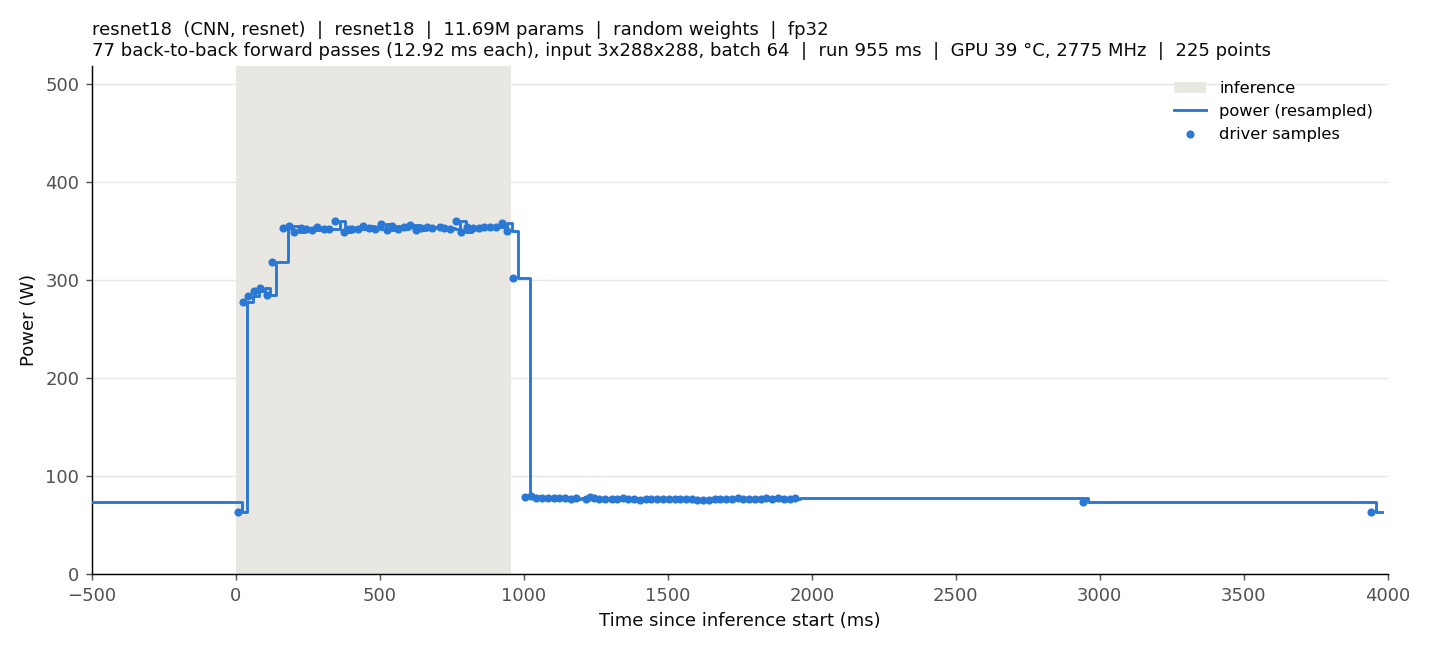 resnet18  (CNN, resnet)  |  resnet18  |  11.69M params  |  random weights  |  fp32
77 back-to-back forward passes (12.92 ms each), input 3x288x288, batch 64  |  run 955 ms  |  GPU 39 °C, 2775 MHz  |  225 points
inference
power (resampled)
driver samples
Power (W)
500
400
300
200
100
0
−500
0
500
1000
1500
2000
2500
3000
3500
4000
Time since inference start (ms)